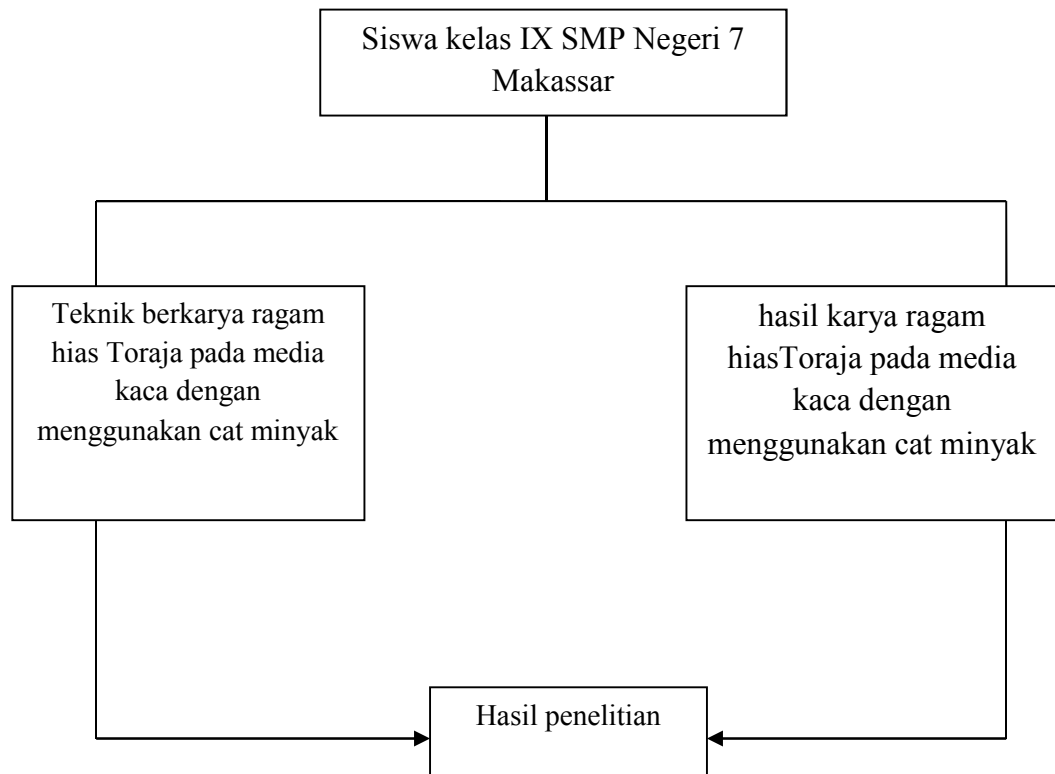 Siswa kelas IX SMP Negeri 7
Makassar
Teknik berkarya ragam
hias Toraja pada media
kaca dengan
menggunakan cat minyak
hasil karya ragam
hiasToraja pada media
kaca dengan
menggunakan cat minyak
Hasil penelitian